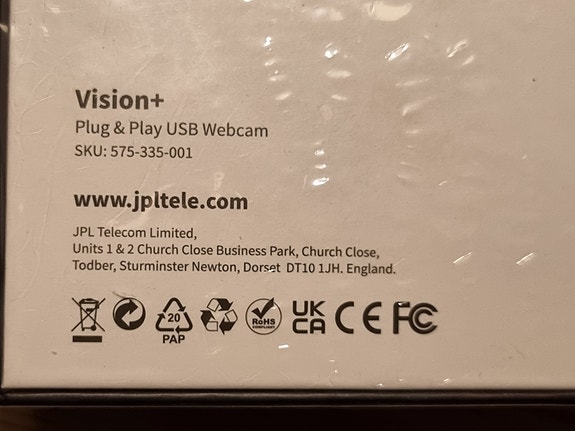 Vision+
Plug & Play USB Webcam
SKU: 575-335-001
www.jpltele.com
JPL Telecom Limited,
Units 1 & 2 Church Close Business Park, Church Close,
Todber, Sturminster Newton, Dorset DT10 1JH. England.
20
PAP
RoHS
COMPLIANT
UK
CA
CE FC